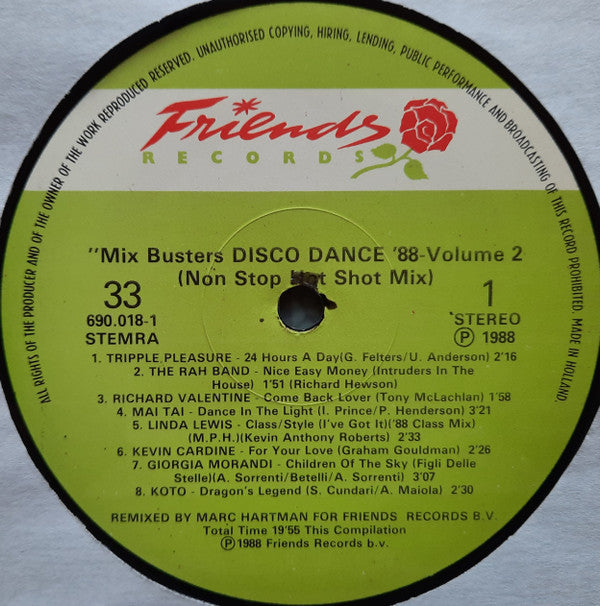 ALL RIGHTS OF THE PRODUCER AND OF THE OWNER OF THE WORK REPRODUCED RESERVED. UNAUTHORISED COPYING, HIRING, LENDING, PUBLIC PERFORMANCE AND BROADCASTING OF THIS RECORD PROHIBITED. MADE IN HOLLAND.
Friends
RECORDS
"Mix Busters DISCO DANCE '88-Volume 2
(Non Stop Hot Shot Mix)
33
1
690.018-1
STEREO
STEMRA
Ⓟ 1988
1. TRIPPLE PLEASURE - 24 Hours A Day(G. Felters/U. Anderson) 2'16
2. THE RAH BAND - Nice Easy Money (Intruders In The
House) 1'51 (Richard Hewson)
3. RICHARD VALENTINE - Come Back Lover (Tony McLachlan) 1'58
4. MAI TAI - Dance In The Light (I. Prince/P. Henderson) 3'21
5. LINDA LEWIS - Class/Style (I've Got It)('88 Class Mix)
(M.P.H.)(Kevin Anthony Roberts) 2'33
6. KEVIN CARDINE - For Your Love (Graham Gouldman) 2'26
7. GIORGIA MORANDI - Children Of The Sky (Figli Delle
Stelle)(A. Sorrenti/Betelli/A. Sorrenti) 3'07
8. KOTO - Dragon's Legend (S. Cundari/A. Maiola) 2'30
REMIXED BY MARC HARTMAN FOR FRIENDS RECORDS B.V.
Total Time 19'55 This Compilation
Ⓟ1988 Friends Records b.v.